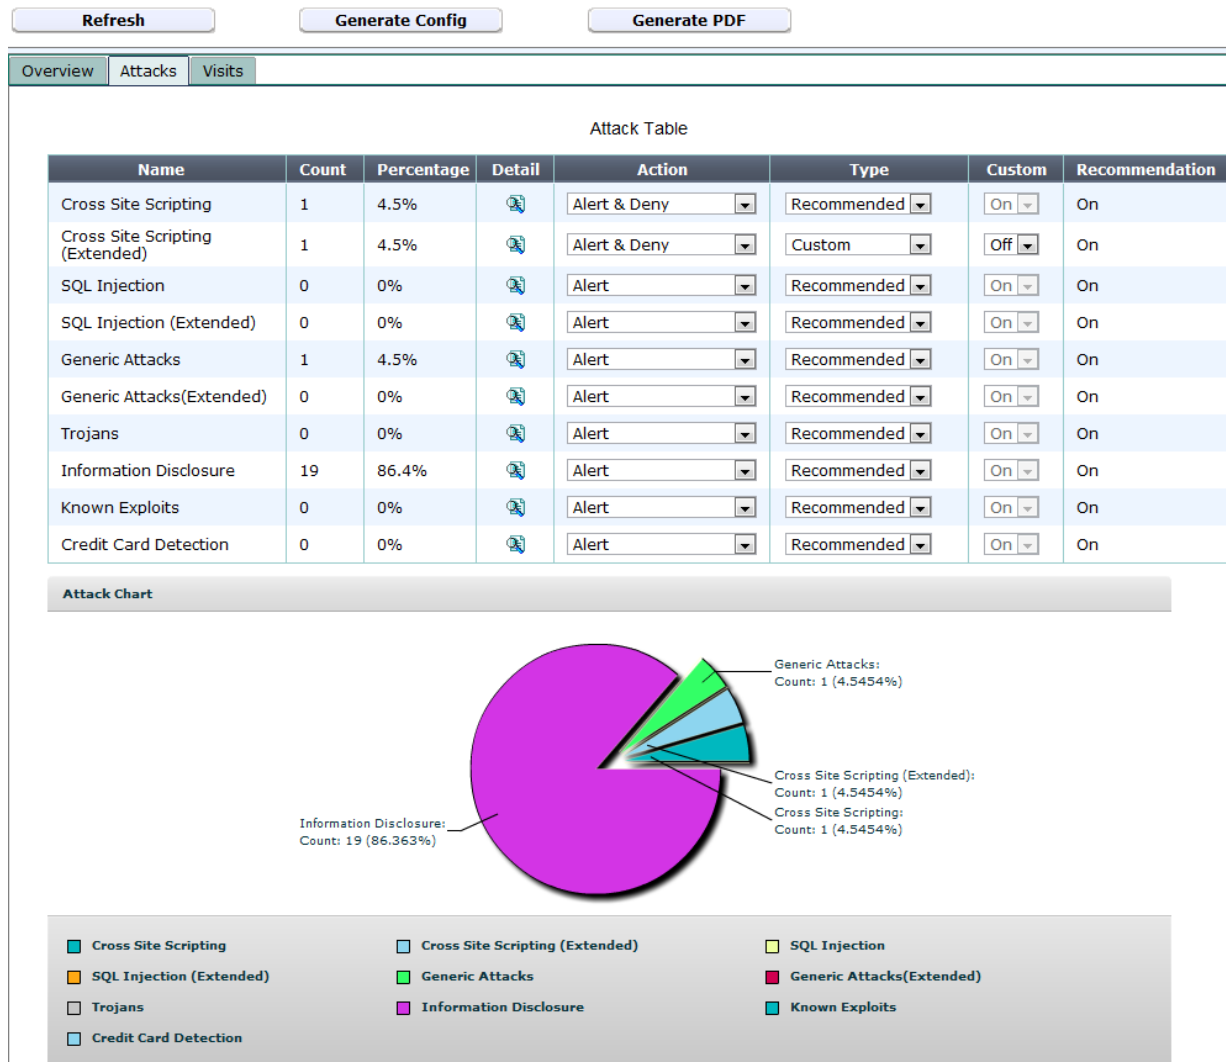 Refresh Generate Config Generate PDF
Overview Attacks Visits
Attack Table
Name Count Percentage Detail Action Type Custom Recommendation
Cross Site Scripting 1 4.5% Alert & Deny Recommended On On
Cross Site Scripting
(Extended) 1 4.5% Alert & Deny Custom Off On
SQL Injection 0 0% Alert Recommended On On
SQL Injection (Extended) 0 0% Alert Recommended On On
Generic Attacks 1 4.5% Alert Recommended On On
Generic Attacks(Extended) 0 0% Alert Recommended On On
Trojans 0 0% Alert Recommended On On
Information Disclosure 19 86.4% Alert Recommended On On
Known Exploits 0 0% Alert Recommended On On
Credit Card Detection 0 0% Alert Recommended On On
Attack Chart
Generic Attacks:
Count: 1 (4.5454%)
Cross Site Scripting (Extended):
Count: 1 (4.5454%)
Cross Site Scripting:
Count: 1 (4.5454%)
Information Disclosure:
Count: 19 (86.363%)
Cross Site Scripting Cross Site Scripting (Extended) SQL Injection
SQL Injection (Extended) Generic Attacks Generic Attacks(Extended)
Trojans Information Disclosure Known Exploits
Credit Card Detection